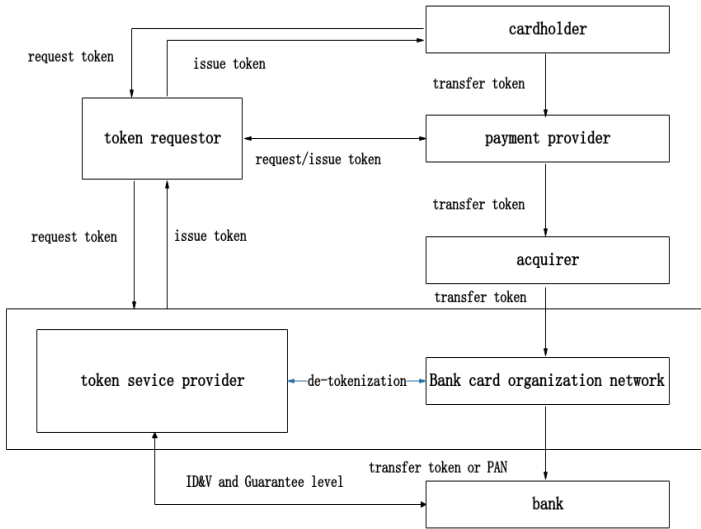 cardholder
request token
issue token
transfer token
token requestor
payment provider
request/issue token
transfer token
request token
issue token
acquirer
transfer token
token sevice provider
de-tokenization
Bank card organization network
transfer token or PAN
ID&V and Guarantee level
bank